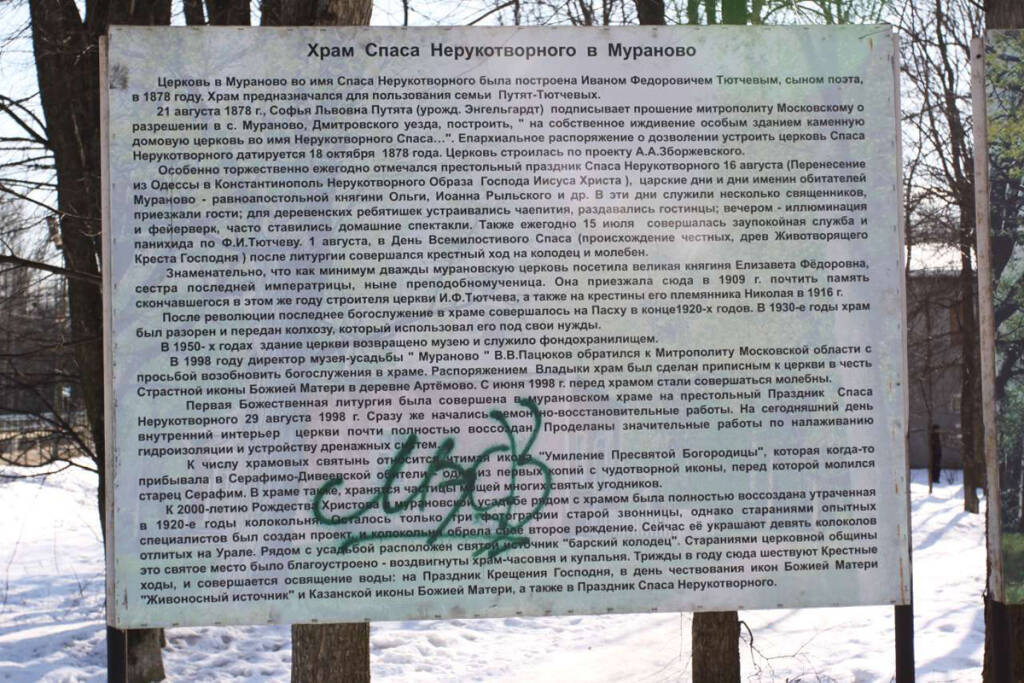 Храм Спаса Нерукотворного в Мураново
Церковь в Мураново во имя Спаса Нерукотворного была построена Иваном Федоровичем Тютчевым, сыном поэта,
в 1878 году. Храм предназначался для пользования семьи Путят-Тютчевых.
21 августа 1878 г., Софья Львовна Путята (урожд. Энгельгардт) подписывает прошение митрополиту Московскому о
разрешении в с. Мураново, Дмитровского уезда, построить, " на собственное иждивение особым зданием каменную
домовую церковь во имя Нерукотворного Спаса...". Епархиальное распоряжение о дозволении устроить церковь Спаса
Нерукотворного датируется 18 октября 1878 года. Церковь строилась по проекту А.А.Зборжевского.
Особенно торжественно ежегодно отмечался престольный праздник Спаса Нерукотворного 16 августа (Перенесение
из Одессы в Константинополь Нерукотворного Образа Господа Иисуса Христа ), царские дни и дни именин обитателей
Мураново - равноапостольной княгини Ольги, Иоанна Рыльского и др. В эти дни служили несколько священников,
приезжали гости; для деревенских ребятишек устраивались чаепития, раздавались гостинцы; вечером - иллюминация
и фейерверк, часто ставились домашние спектакли. Также ежегодно 15 июля совершалась заупокойная служба и
панихида по Ф.И.Тютчеву. 1 августа, в День Всемилостивого Спаса (происхождение честных, древ Животворящего
Креста Господня ) после литургии совершался крестный ход на колодец и молебен.
Знаменательно, что как минимум дважды мурановскую церковь посетила великая княгиня Елизавета Фёдоровна,
сестра последней императрицы, ныне преподобномученица. Она приезжала сюда в 1909 г. почтить память
скончавшегося в этом же году строителя церкви И.Ф.Тютчева, а также на крестины его племянника Николая в 1916 г.
После революции последнее богослужение в храме совершалось на Пасху в конце1920-х годов. В 1930-е годы храм
был разорен и передан колхозу, который использовал его под свои нужды.
В 1950- х годах здание церкви возвращено музею и служило фондохранилищем.
В 1998 году директор музея-усадьбы " Мураново " В.В.Пацюков обратился к Митрополиту Московской области с
просьбой возобновить богослужения в храме. Распоряжением Владыки храм был сделан приписным к церкви в честь
Страстной иконы Божией Матери в деревне Артёмово. С июня 1998 г. перед храмом стали совершаться молебны.
Первая Божественная литургия была совершена в мурановском храме на престольный Праздник Спаса
Нерукотворного 29 августа 1998 г. Сразу же начались ремонтно-восстановительные работы. На сегодняшний день
внутренний интерьер церкви почти полностью воссоздан. Проделаны значительные работы по налаживанию
гидроизоляции и устройству дренажных систем.
К числу храмовых святынь относится чтимая икона "Умиление Пресвятой Богородицы", которая когда-то
прибывала в Серафимо-Дивеевской обители, одна из первых копий с чудотворной иконы, перед которой молился
старец Серафим. В храме также, хранятся частицы мощей многих святых угодников.
К 2000-летию Рождества Христова в мурановской усадьбе рядом с храмом была полностью воссоздана утраченная
в 1920-е годы колокольня. Осталось только три фотографии старой звонницы, однако стараниями опытных
специалистов был создан проект, и колокольня обрела своё второе рождение. Сейчас её украшают девять колоколов
отлитых на Урале. Рядом с усадьбой расположен святой источник "барский колодец". Стараниями церковной общины
это святое место было благоустроено - воздвигнуты храм-часовня и купальня. Трижды в году сюда шествуют Крестные
ходы, и совершается освящение воды: на Праздник Крещения Господня, в день чествования икон Божией Матери
"Живоносный источник" и Казанской иконы Божией Матери, а также в Праздник Спаса Нерукотворного.